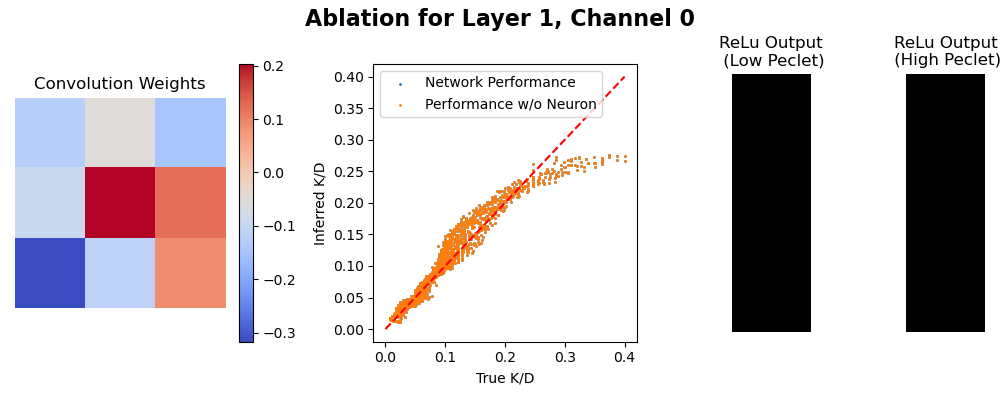 Ablation for Layer 1, Channel 0
Convolution Weights
0.2
0.1
0.0
−0.1
−0.2
−0.3
Network Performance
Performance w/o Neuron
Inferred K/D
0.40
0.35
0.30
0.25
0.20
0.15
0.10
0.05
0.00
0.0 0.1 0.2 0.3 0.4
True K/D
ReLu Output
(Low Peclet)
ReLu Output
(High Peclet)